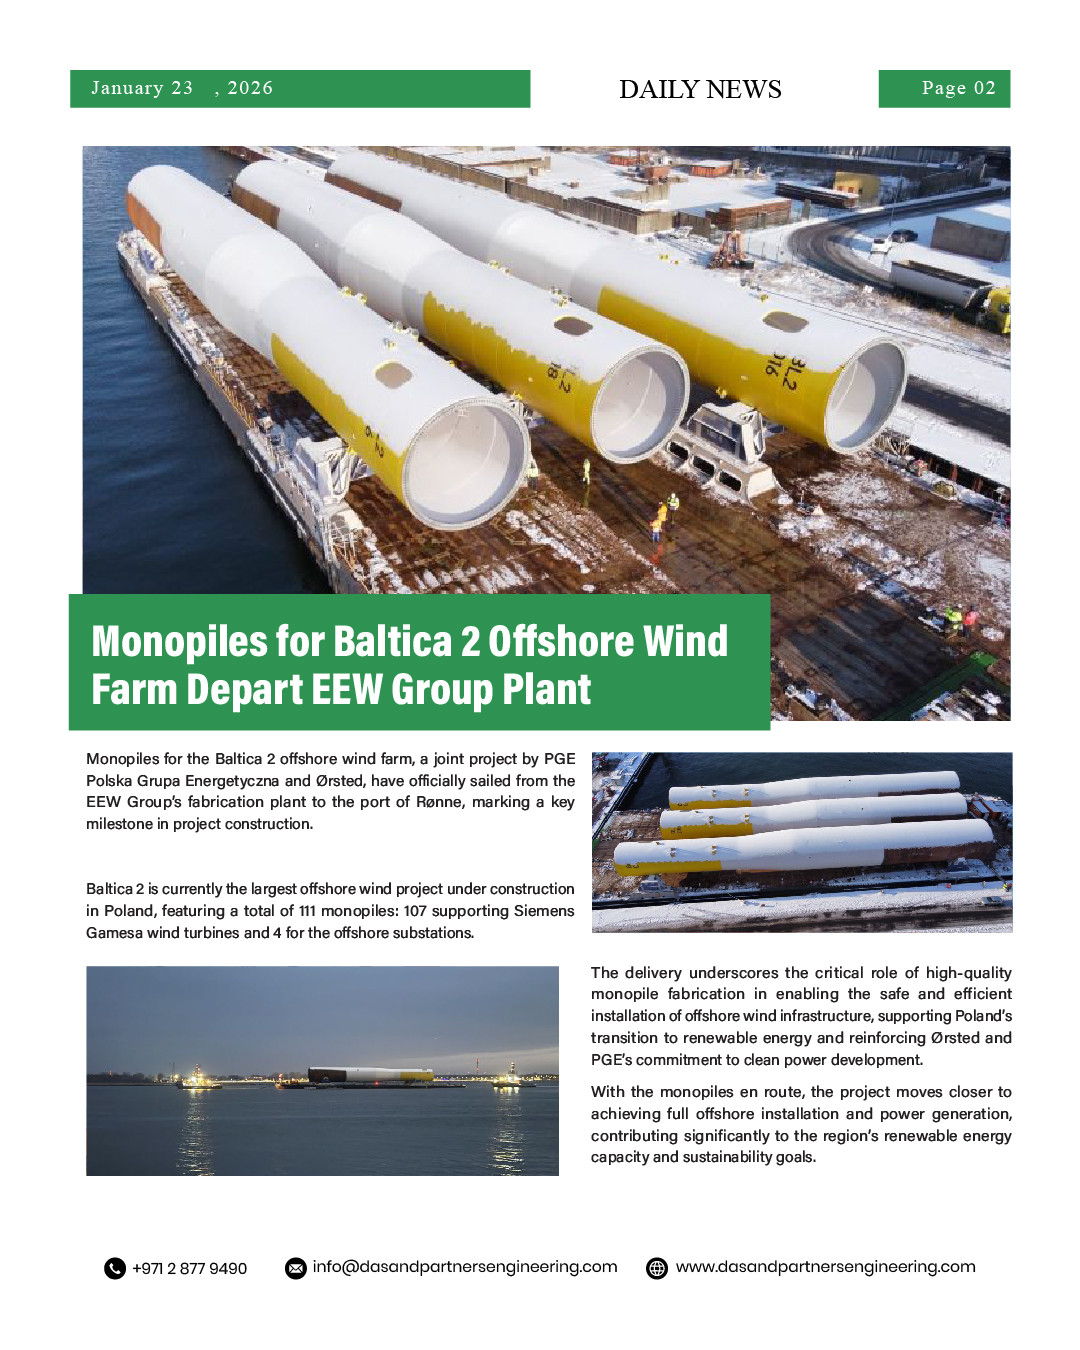 January 23 , 2026
DAILY NEWS
Page 02
BL2
18
BL2
016
Monopiles for Baltica 2 Offshore Wind
Farm Depart EEW Group Plant
Monopiles for the Baltica 2 offshore wind farm, a joint project by PGE
Polska Grupa Energetyczna and Ørsted, have officially sailed from the
EEW Group's fabrication plant to the port of Rønne, marking a key
milestone in project construction.
Baltica 2 is currently the largest offshore wind project under construction
in Poland, featuring a total of 111 monopiles: 107 supporting Siemens
Gamesa wind turbines and 4 for the offshore substations.
The delivery underscores the critical role of high-quality
monopile fabrication in enabling the safe and efficient
installation of offshore wind infrastructure, supporting Poland's
transition to renewable energy and reinforcing Ørsted and
PGE's commitment to clean power development.
With the monopiles en route, the project moves closer to
achieving full offshore installation and power generation,
contributing significantly to the region's renewable energy
capacity and sustainability goals.
+971 2 877 9490
info@dasandpartnersengineering.com
www.dasandpartnersengineering.com